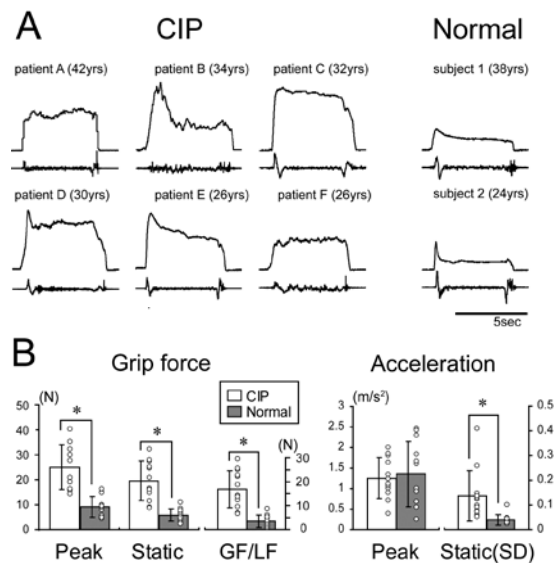 A
CIP
Normal
patient A (42yrs)
patient B (34yrs)
patient C (32yrs)
subject 1 (38yrs)
patient D (30yrs)
patient E (26yrs)
patient F (26yrs)
subject 2 (24yrs)
5sec
B
Grip force
Acceleration
(N)
CIP
Normal
(N)
(m/s²)
50
40
30
20
10
0
*
*
*
30
20
10
0
3
2.5
2
1.5
1
0.5
0
*
0.5
0.4
0.3
0.2
0.1
0
Peak
Static
GF/LF
Peak
Static(SD)